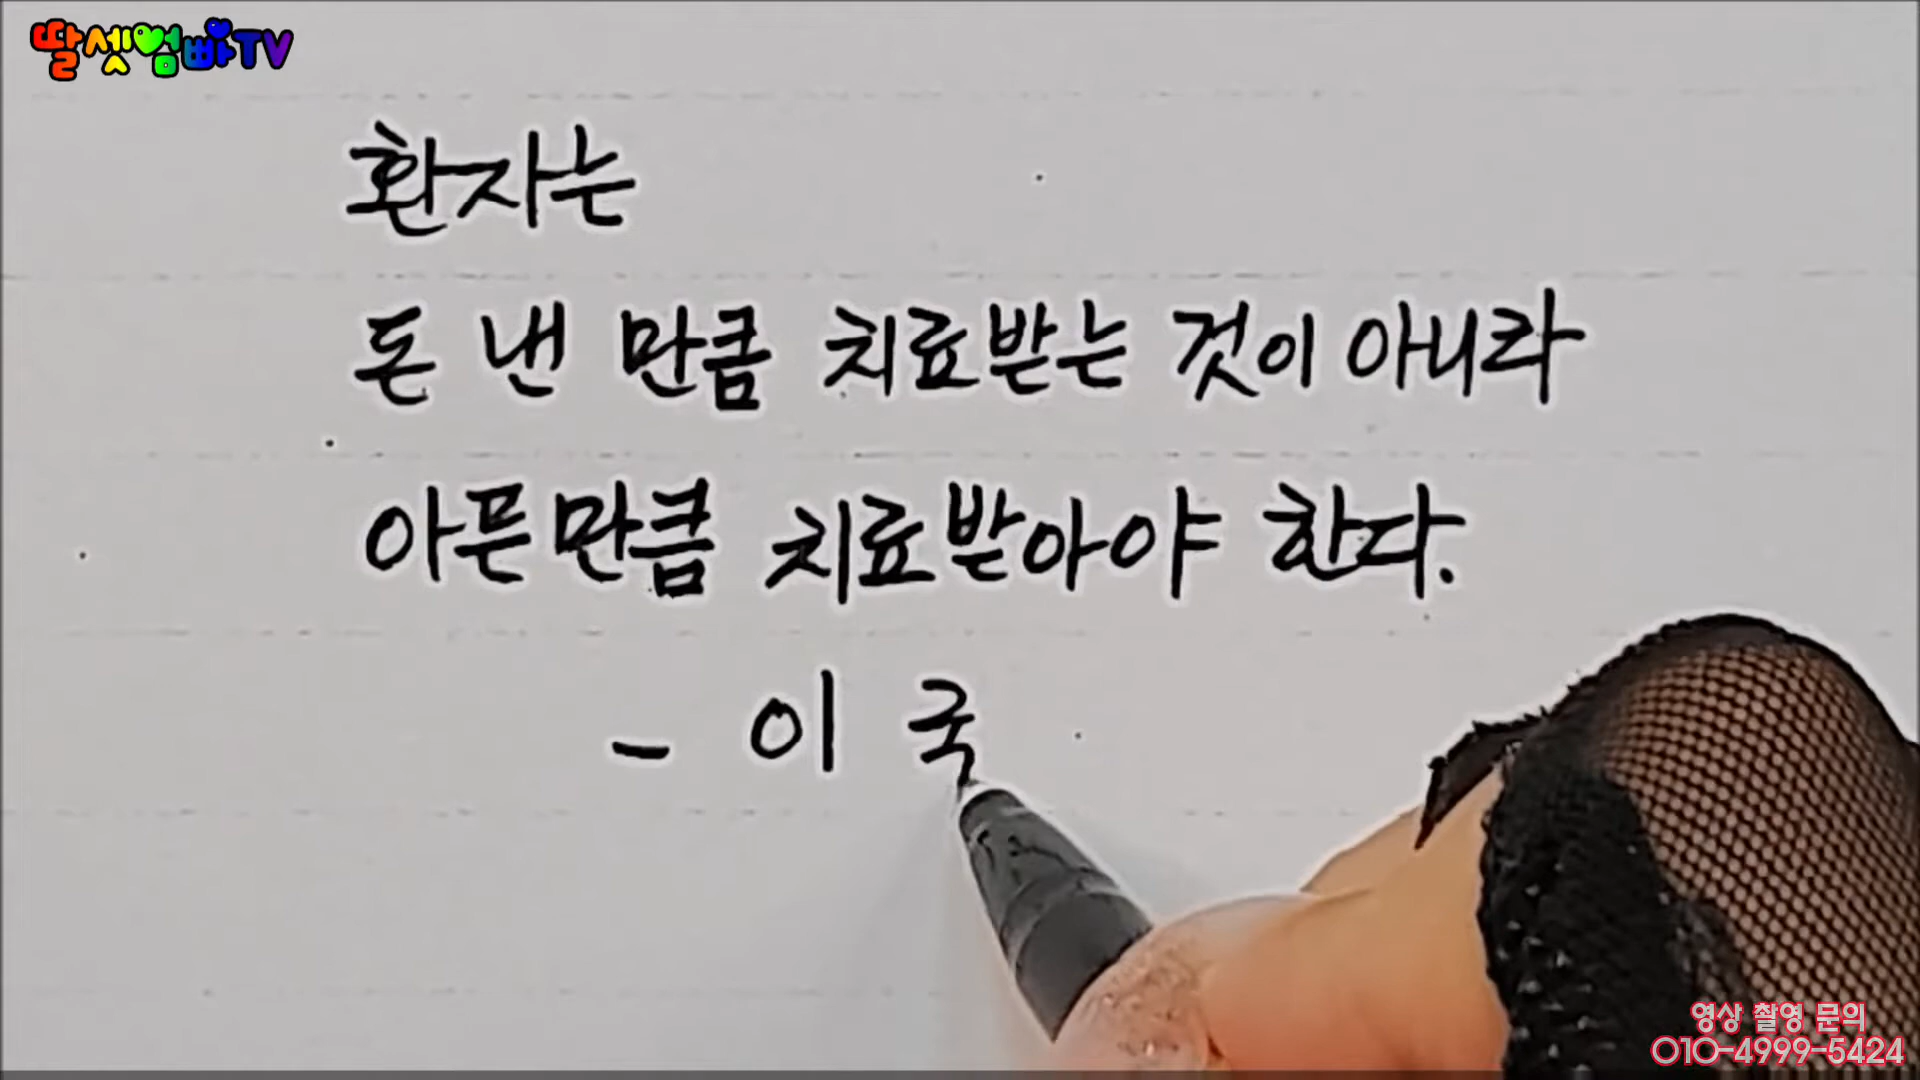 딸셋엄빠TV
환자는
돈 낸 만큼 치료받는 것이 아니라
아픈만큼 치료받아야 한다.
- 이 국
영상 촬영 문의
010-4999-5424